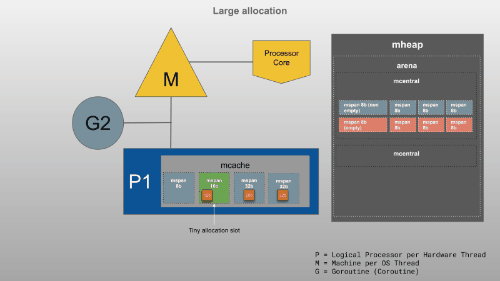 Large allocation
Processor
Core
M
G2
P1
mcache
mspan
8b
mspan
16b
mspan
32b
mspan
32b
Tiny allocation slot
mheap
arena
mcentral
mspan 8b (non
empty)
mspan
8b
mspan
8b
mspan
8b
mspan 8b
(empty)
mspan
8b
mspan
8b
mspan
8b
mcentral
P = Logical Processor per Hardware Thread
M = Machine per OS Thread
G = Goroutine (Coroutine)